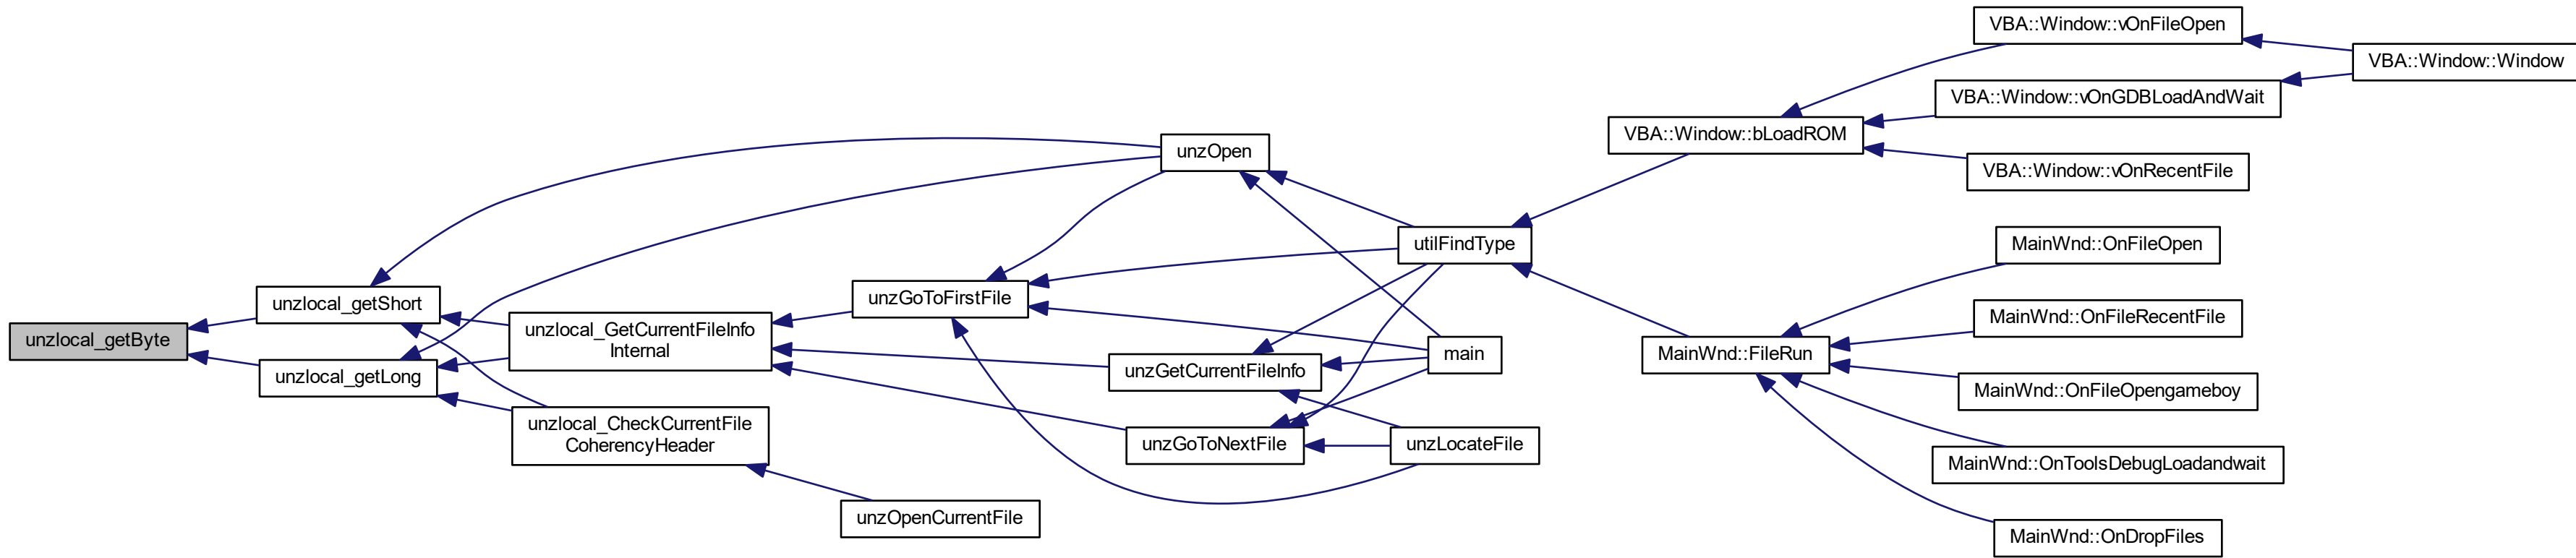 VBA::Window::vOnFileOpen
VBA::Window::Window
VBA::Window::vOnGDBLoadAndWait
VBA::Window::bLoadROM
unzOpen
VBA::Window::vOnRecentFile
utilFindType
MainWnd::OnFileOpen
unzGoToFirstFile
unzlocal_getShort
MainWnd::OnFileRecentFile
unzlocal_GetCurrentFileInfo
Internal
unzlocal_getByte
main
MainWnd::FileRun
unzGetCurrentFileInfo
unzlocal_getLong
MainWnd::OnFileOpengameboy
unzlocal_CheckCurrentFile
CoherencyHeader
unzGoToNextFile
unzLocateFile
MainWnd::OnToolsDebugLoadandwait
unzOpenCurrentFile
MainWnd::OnDropFiles